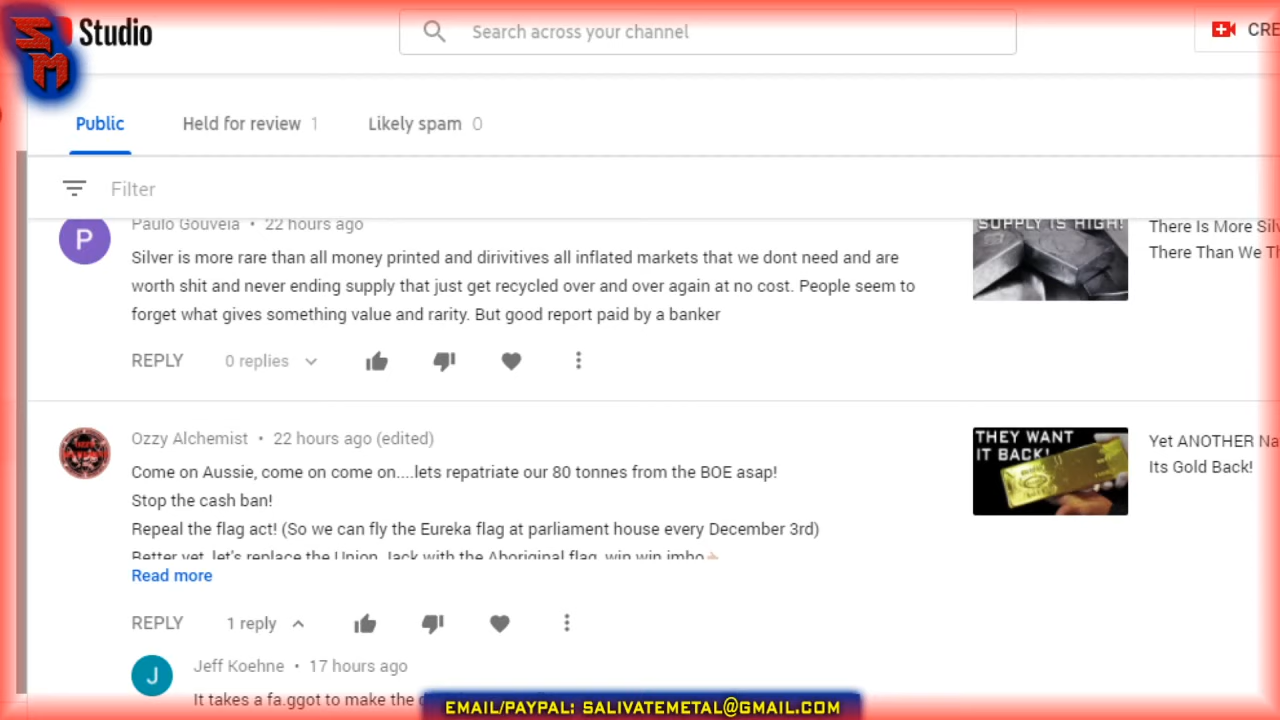 SM
Studio
Search across your channel
CRE
Public
Held for review 1
Likely spam 0
Filter
P
Paulo Gouveia • 22 hours ago
Silver is more rare than all money printed and dirivitives all inflated markets that we dont need and are
worth shit and never ending supply that just get recycled over and over again at no cost. People seem to
forget what gives something value and rarity. But good report paid by a banker
REPLY
0 replies
SUPPLY IS HIGH!
There Is More Silv
There Than We Th
Ozzy Alchemist • 22 hours ago (edited)
Come on Aussie, come on come on....lets repatriate our 80 tonnes from the BOE asap!
Stop the cash ban!
Repeal the flag act! (So we can fly the Eureka flag at parliament house every December 3rd)
Better yet, let's replace the Union Jack with the Aboriginal flag, win win imho
Read more
REPLY
1 reply
THEY WANT
IT BACK!
Yet ANOTHER Na
Its Gold Back!
J
Jeff Koehne • 17 hours ago
It takes a fa.ggot to make the
EMAIL/PAYPAL: SALIVATEMETAL@GMAIL.COM